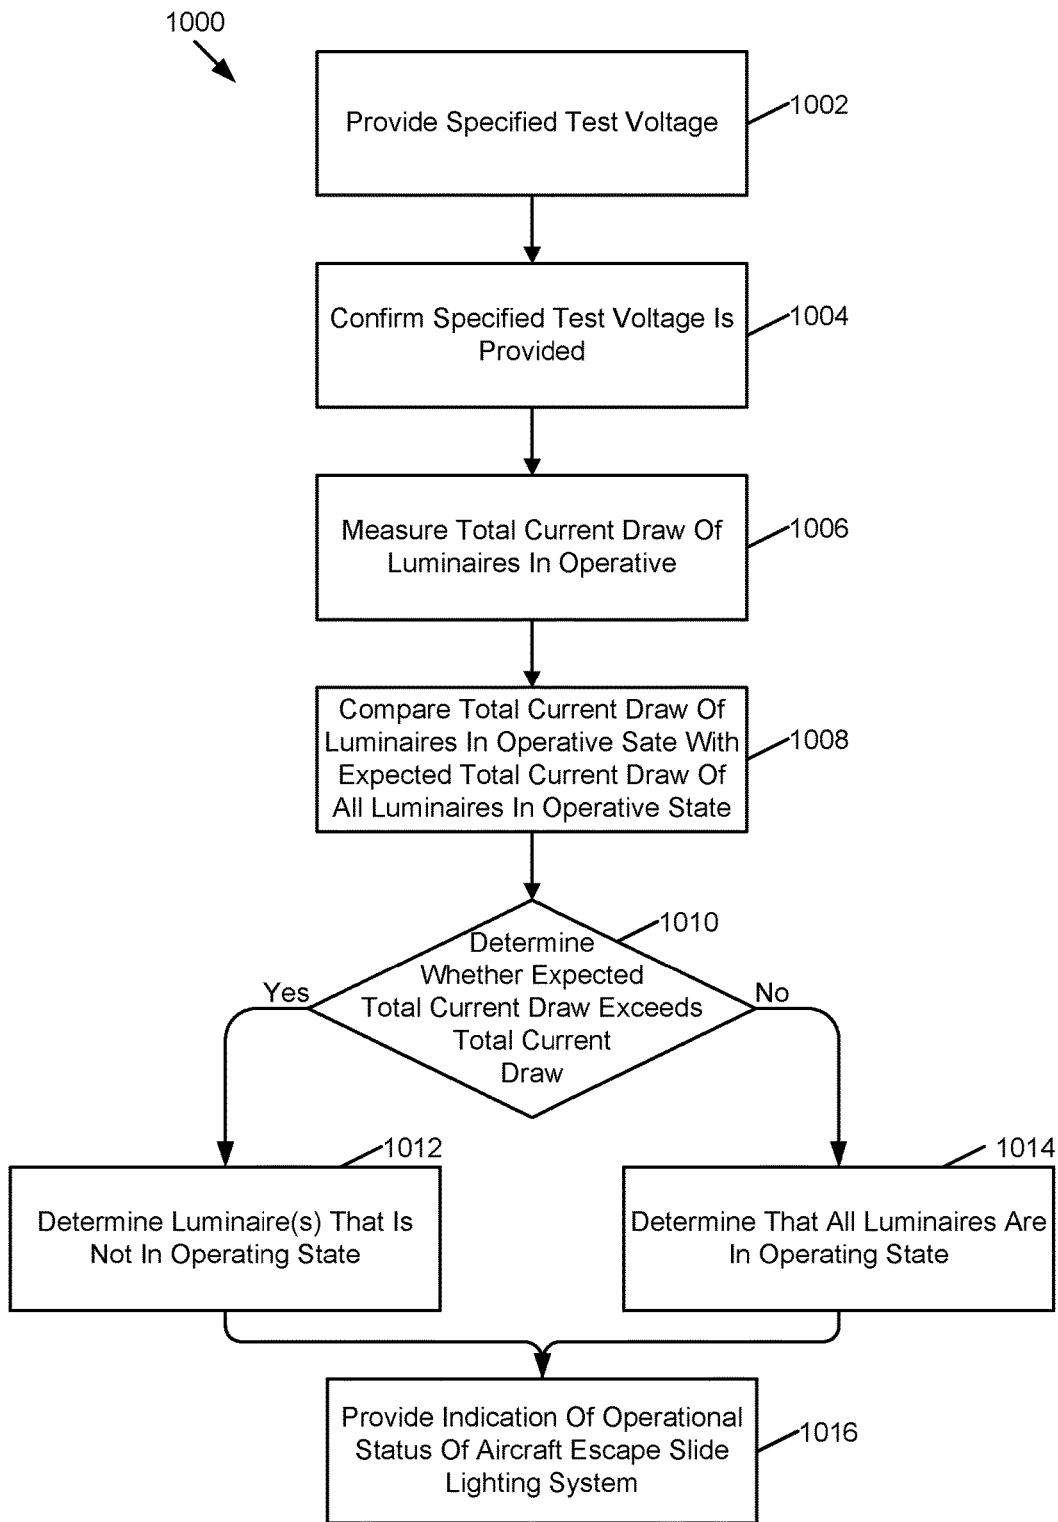 1000
Provide Specified Test Voltage
1002
Confirm Specified Test Voltage Is
Provided
1004
Measure Total Current Draw Of
Luminaires In Operative
1006
Compare Total Current Draw Of
Luminaires In Operative Sate With
Expected Total Current Draw Of
All Luminaires In Operative State
1008
Determine
Whether Expected
Total Current Draw Exceeds
Total Current
Draw
1010
Yes
No
Determine Luminaire(s) That Is
Not In Operating State
1012
Determine That All Luminaires Are
In Operating State
1014
Provide Indication Of Operational
Status Of Aircraft Escape Slide
Lighting System
1016